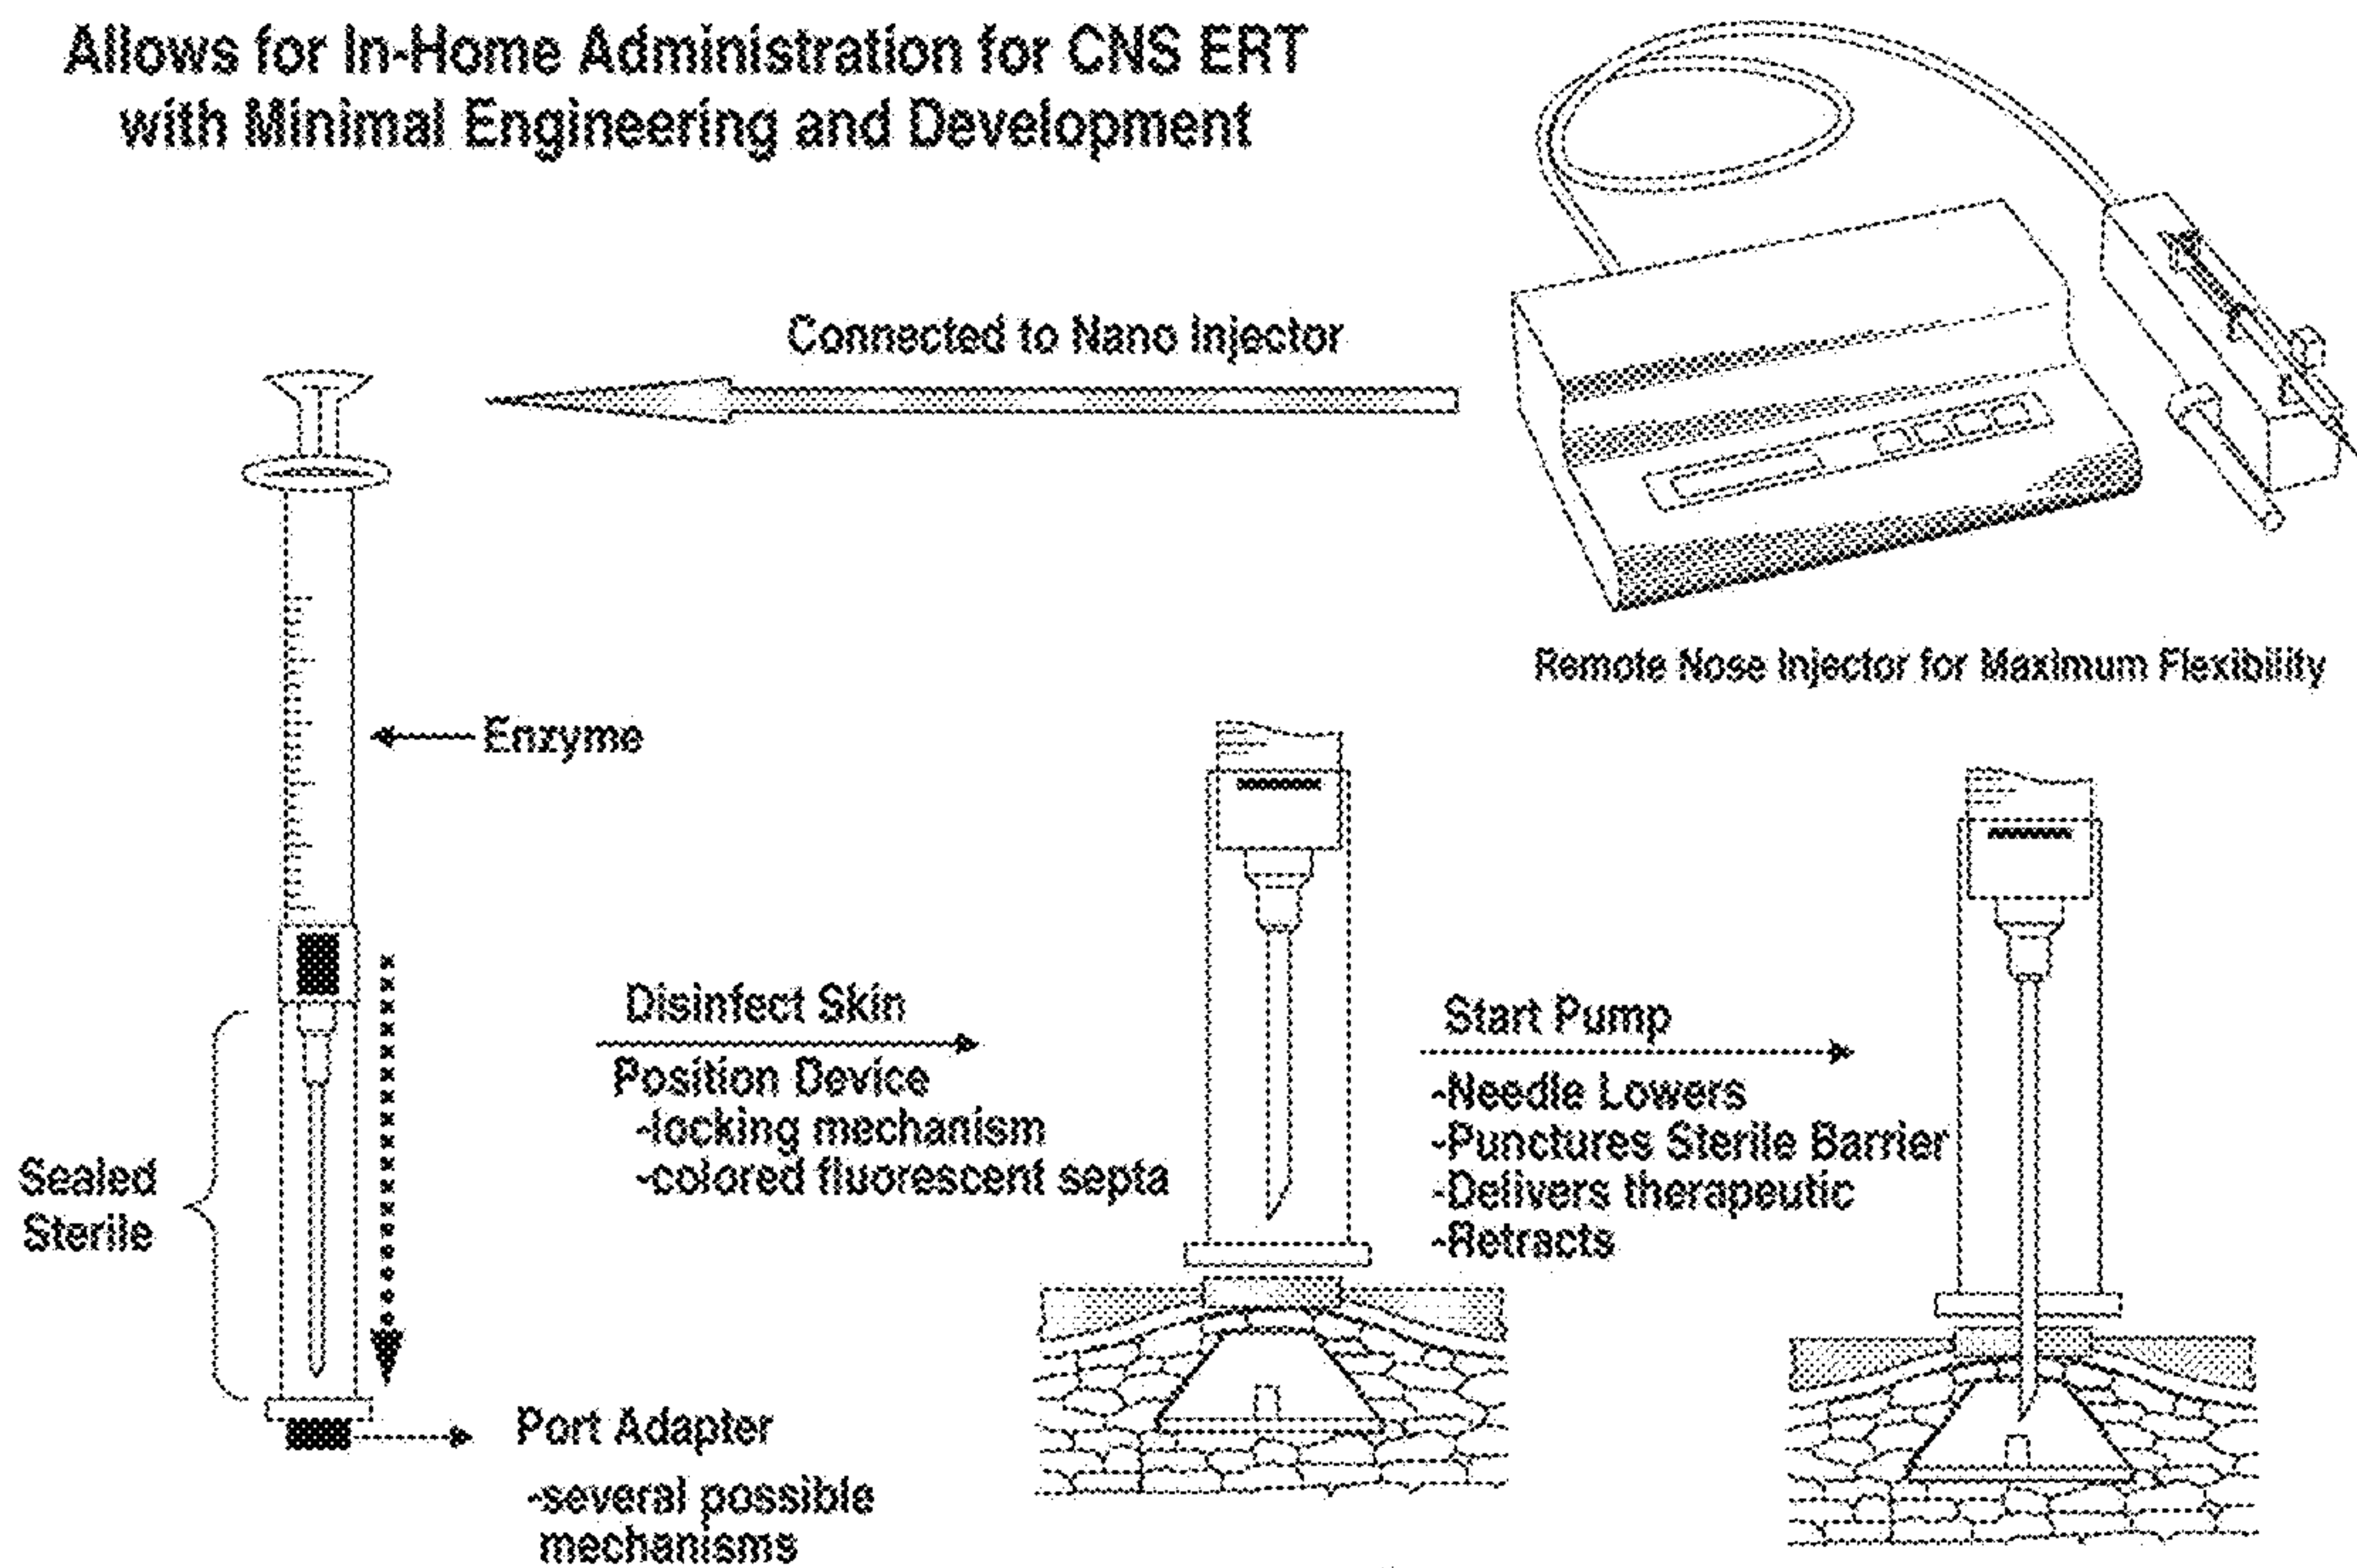 Allows for In-Home Administration for CNS ERT
with Minimal Engineering and Development
Connected to Nano Injector
Remote Nose Injector for Maximum Flexibility
Enzyme
Disinfect Skin
Position Device
-locking mechanism
-colored fluorescent septa
Start Pump
-Needle Lowers
-Punctures Sterile Barrier
-Delivers therapeutic
-Retracts
Sealed
Sterile
Port Adapter
-several possible
mechanisms